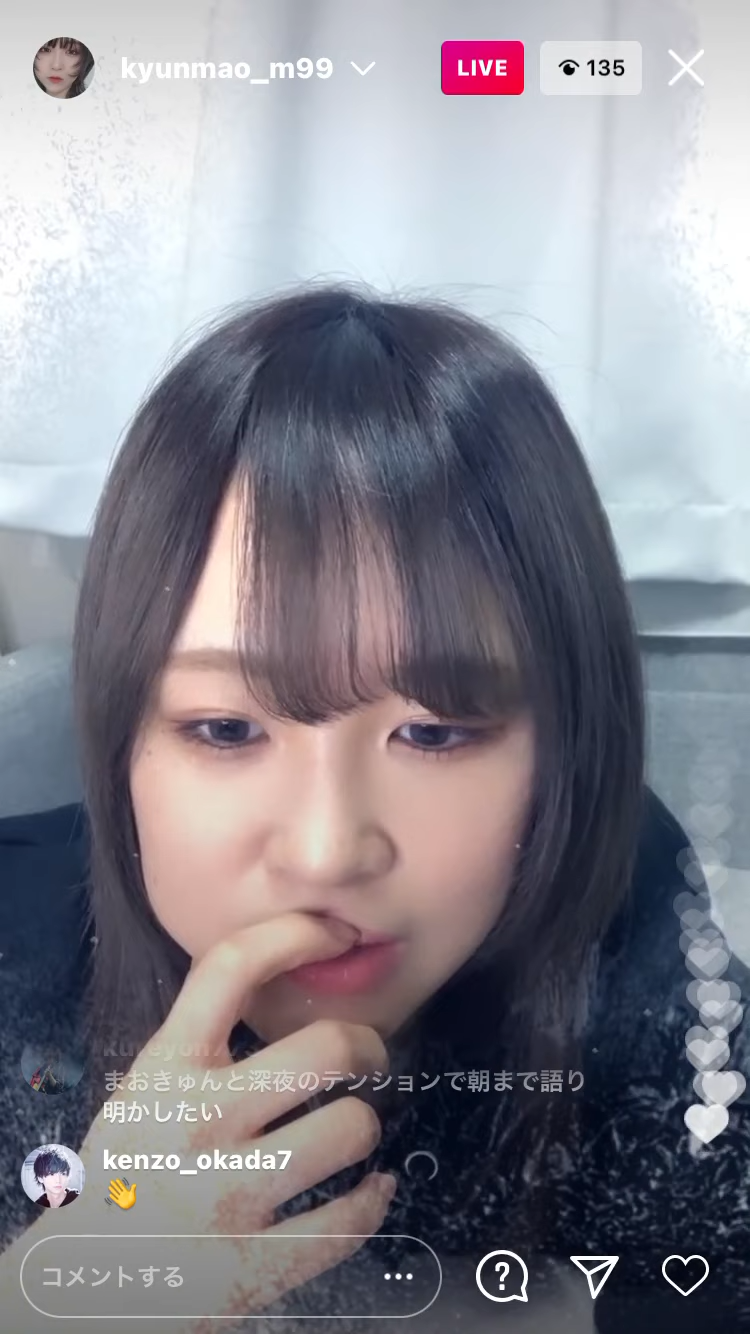 kyunmao_m99
LIVE
135
まおきゅんと深夜のテンションで朝まで語り
明かしたい
kenzo_okada7
👋
コメントする